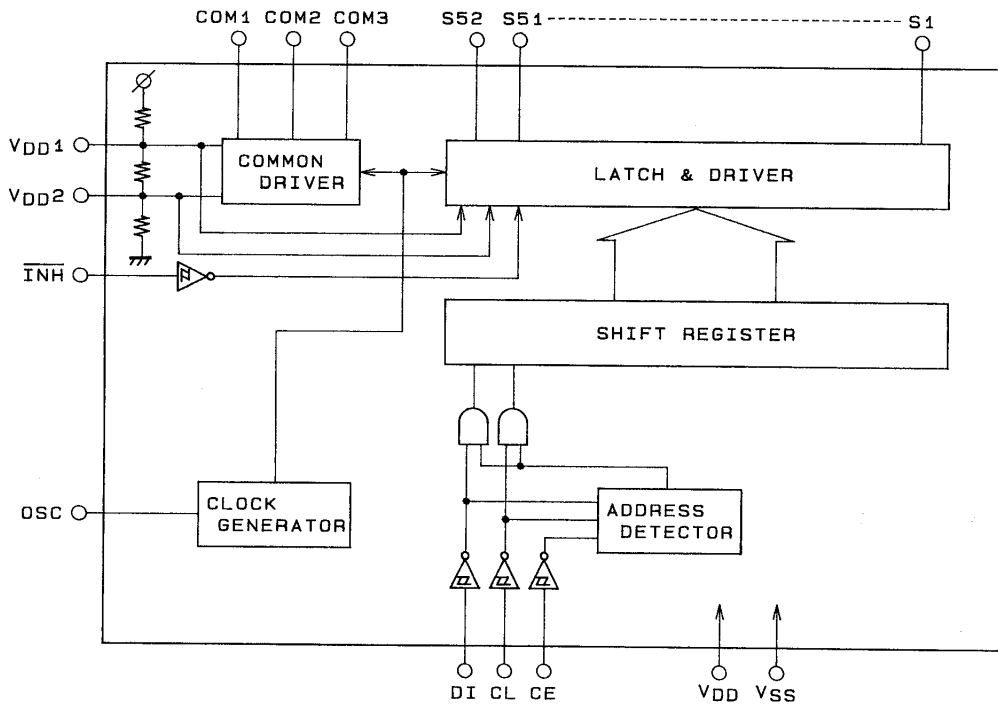 COM1 COM2 COM3 S52 S51 S1
VDD1
COMMON
DRIVER
LATCH & DRIVER
VDD2
INH
SHIFT REGISTER
OSC
CLOCK
GENERATOR
ADDRESS
DETECTOR
DI CL CE VDD VSS